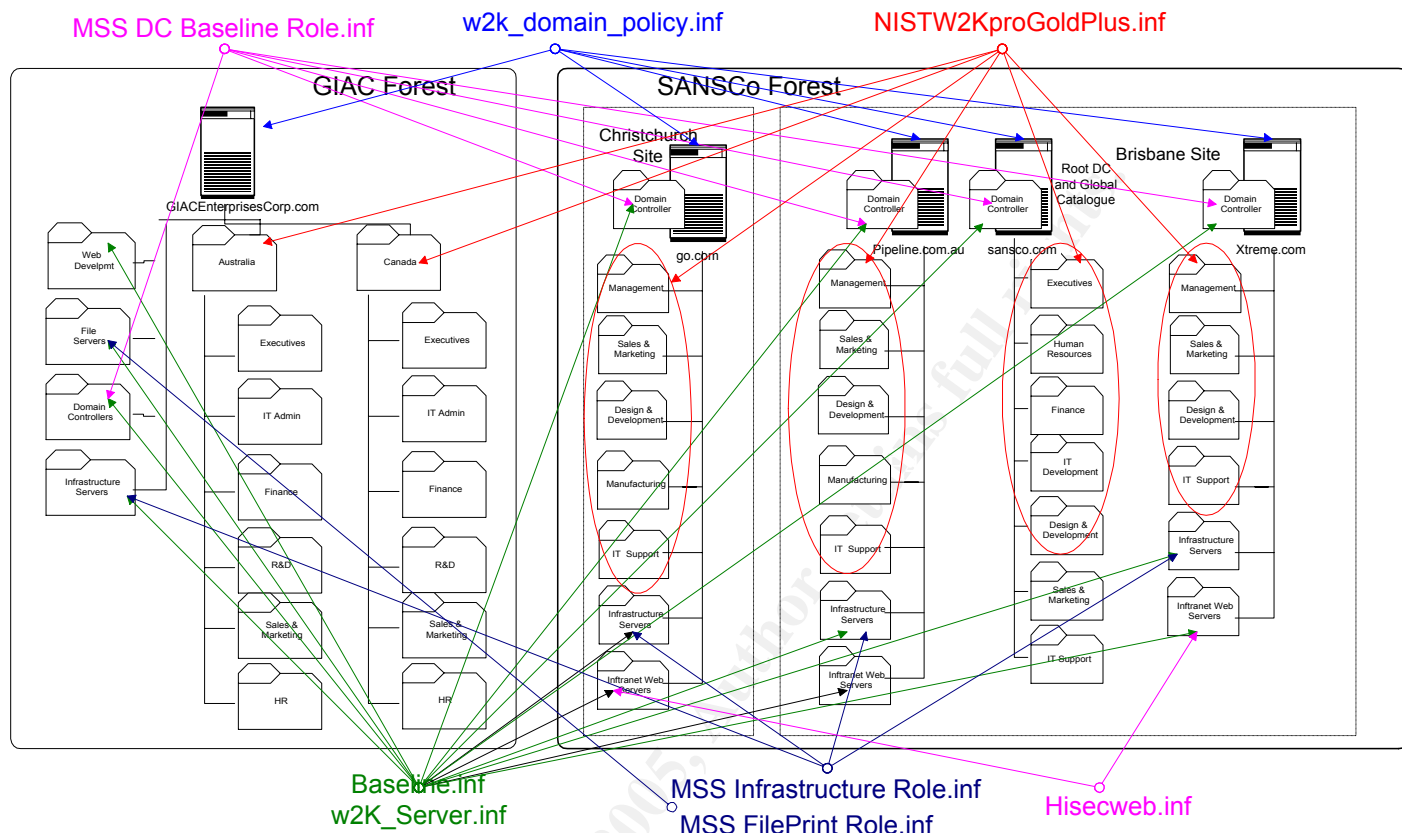 MSS DC Baseline Role.inf
w2k_domain_policy.inf
NISTW2KproGoldPlus.inf
GIAC Forest
SANSCo Forest
GIACEnterprisesCorp.com
Web
Develpmt
File
Servers
Domain
Controllers
Infrastructure
Servers
Australia
Executives
IT Admin
Finance
R&D
Sales &
Marketing
HR
Canada
Executives
IT Admin
Finance
R&D
Sales &
Marketing
HR
Christchurch
Site
Domain
Controller
go.com
Management
Sales &
Marketing
Design &
Development
Manufacturing
IT Support
Infrastructure
Servers
Inftranet Web
Servers
Brisbane Site
Domain
Controller
Pipeline.com.au
Management
Sales &
Marketing
Design &
Development
Manufacturing
IT Support
Infrastructure
Servers
Inftranet Web
Servers
Root DC
and Global
Catalogue
Domain
Controller
sansco.com
Executives
Human
Resources
Finance
IT
Development
Design &
Development
Sales &
Marketing
IT Support
Domain
Controller
Xtreme.com
Management
Sales &
Marketing
Design &
Development
IT Support
Infrastructure
Servers
Inftranet Web
Servers
Baseline.inf
w2K_Server.inf
MSS Infrastructure Role.inf
MSS FilePrint Role.inf
Hisecweb.inf